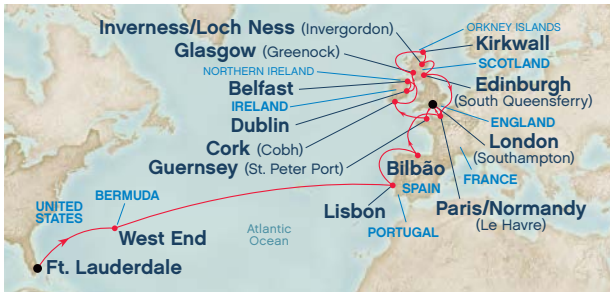 Inverness/Loch Ness (Invergordon)
ORKNEY ISLANDS
Kirkwall
Glasgow (Greenock)
SCOTLAND
NORTHERN IRELAND
Edinburgh
(South Queensferry)
Belfast
IRELAND
Dublin
ENGLAND
London
(Southampton)
Cork (Cobh)
Guernsey (St. Peter Port)
Bilbão
FRANCE
SPAIN
BERMUDA
UNITED
STATES
Lisbon
Paris/Normandy
(Le Havre)
PORTUGAL
West End
Atlantic
Ocean
Ft. Lauderdale